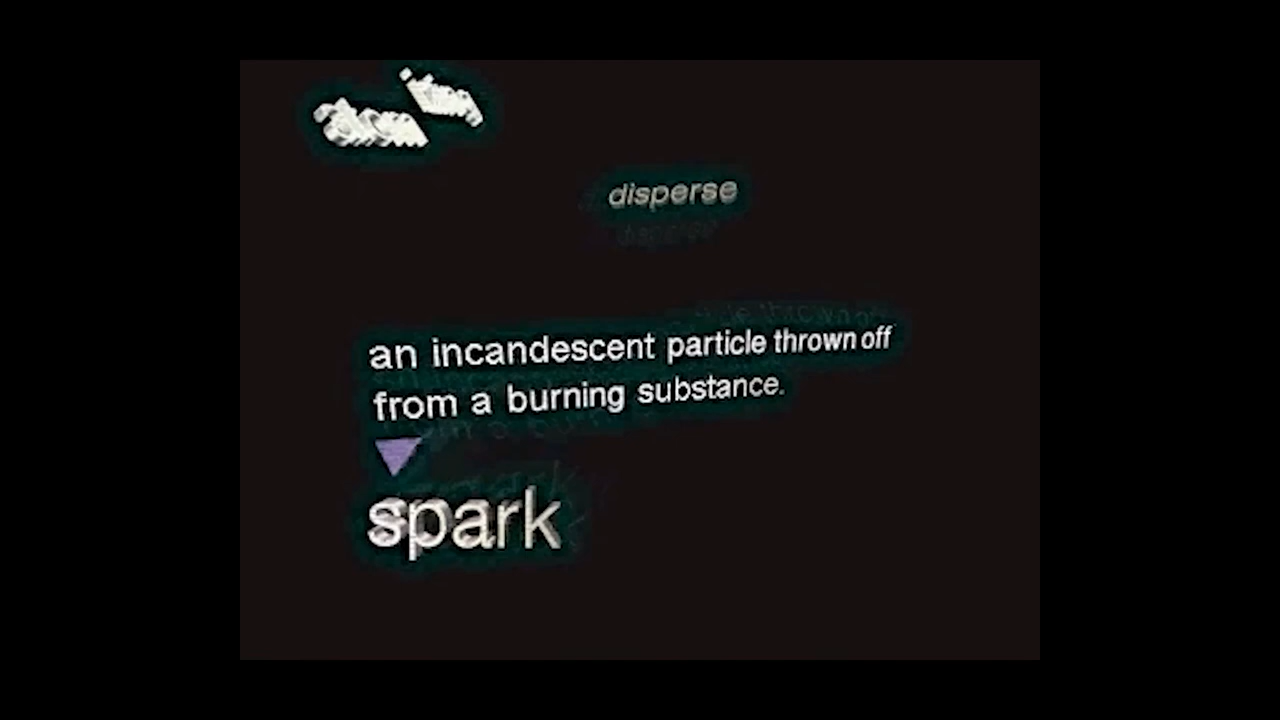 disperse
an incandescent particle thrown off
from a burning substance.
spark